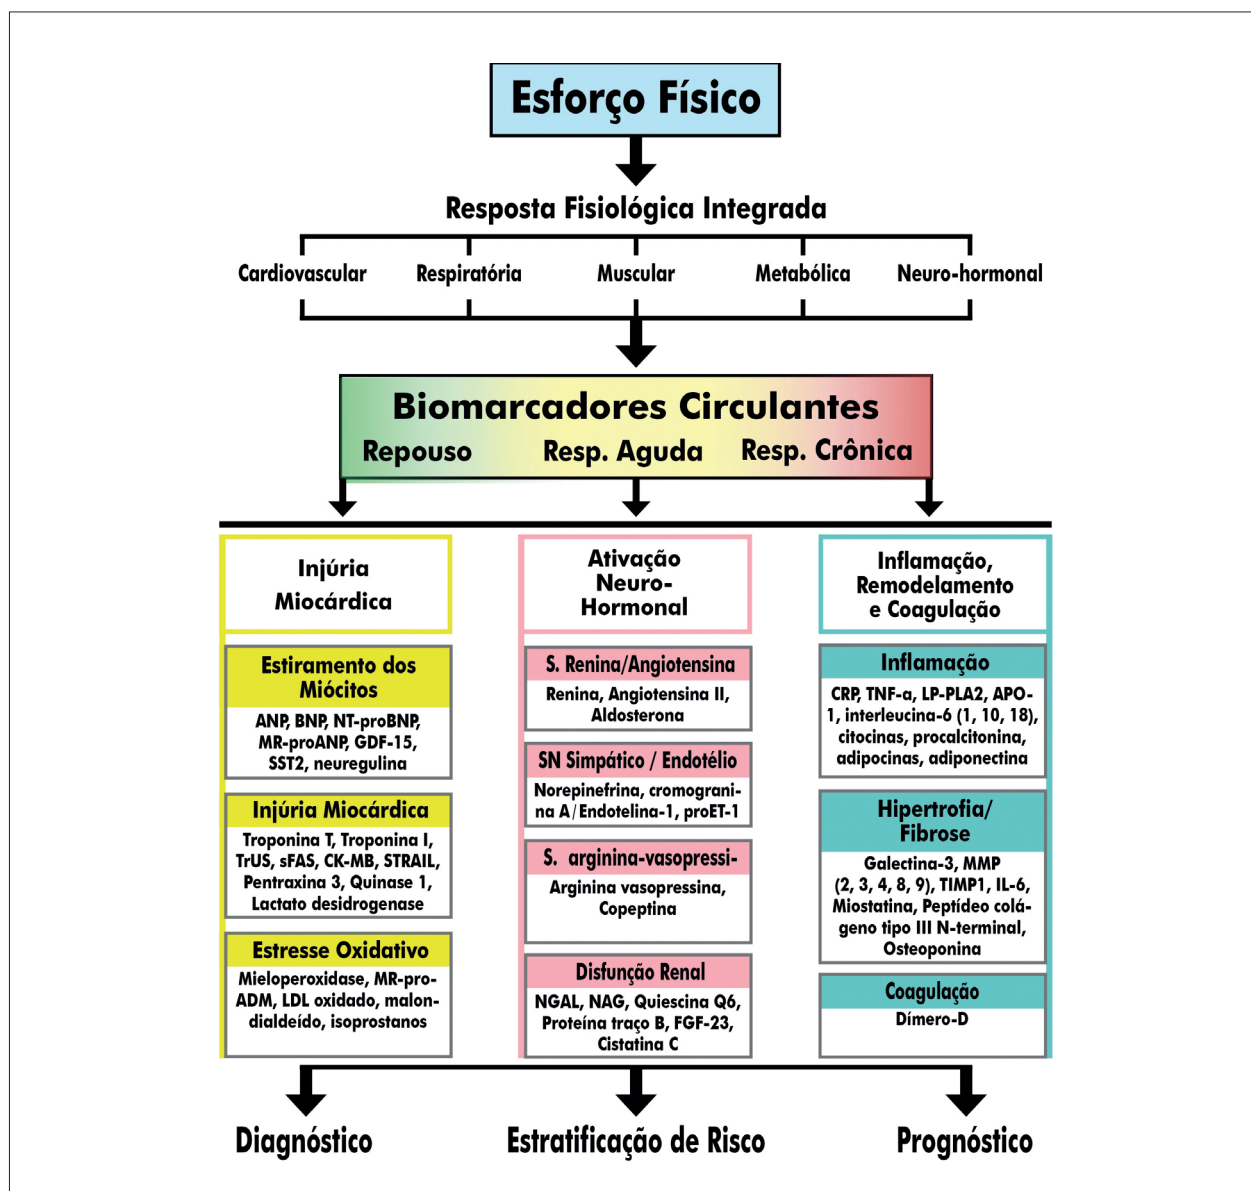 Esforço Físico
Resposta Fisiológica Integrada
Cardiovascular
Respiratória
Muscular
Metabólica
Neuro-hormonal
Biomarcadores Circulantes
Repouso
Resp. Aguda
Resp. Crônica
Injúria
Miocárdica
Estiramento dos
Miócitos
ANP, BNP, NT-proBNP,
MR-proANP, GDF-15,
SST2, neuregulina
Injúria Miocárdica
Troponina T, Troponina I,
TrUS, sFAS, CK-MB, STRAIL,
Pentraxina 3, Quinase 1,
Lactato desidrogenase
Estresse Oxidativo
Mieloperoxidase, MR-pro-
ADM, LDL oxidado, malon-
dialdeído, isoprostanos
Ativação
Neuro-
Hormonal
S. Renina/Angiotensina
Renina, Angiotensina II,
Aldosterona
SN Simpático / Endotélio
Norepinefrina, cromograni-
na A/Endotelina-1, proET-1
S. arginina-vasopressi-
Arginina vasopressina,
Copeptina
Disfunção Renal
NGAL, NAG, Quiescina Q6,
Proteína traço B, FGF-23,
Cistatina C
Inflamação,
Remodelamento
e Coagulação
Inflamação
CRP, TNF-a, LP-PLA2, APO-
1, interleucina-6 (1, 10, 18),
citocinas, procalcitonina,
adipocinas, adiponectina
Hipertrofia/
Fibrose
Galectina-3, MMP
(2, 3, 4, 8, 9), TIMP1, IL-6,
Miostatina, Peptídeo colá-
geno tipo III N-terminal,
Osteoponina
Coagulação
Dímero-D
Diagnóstico
Estratificação de Risco
Prognóstico